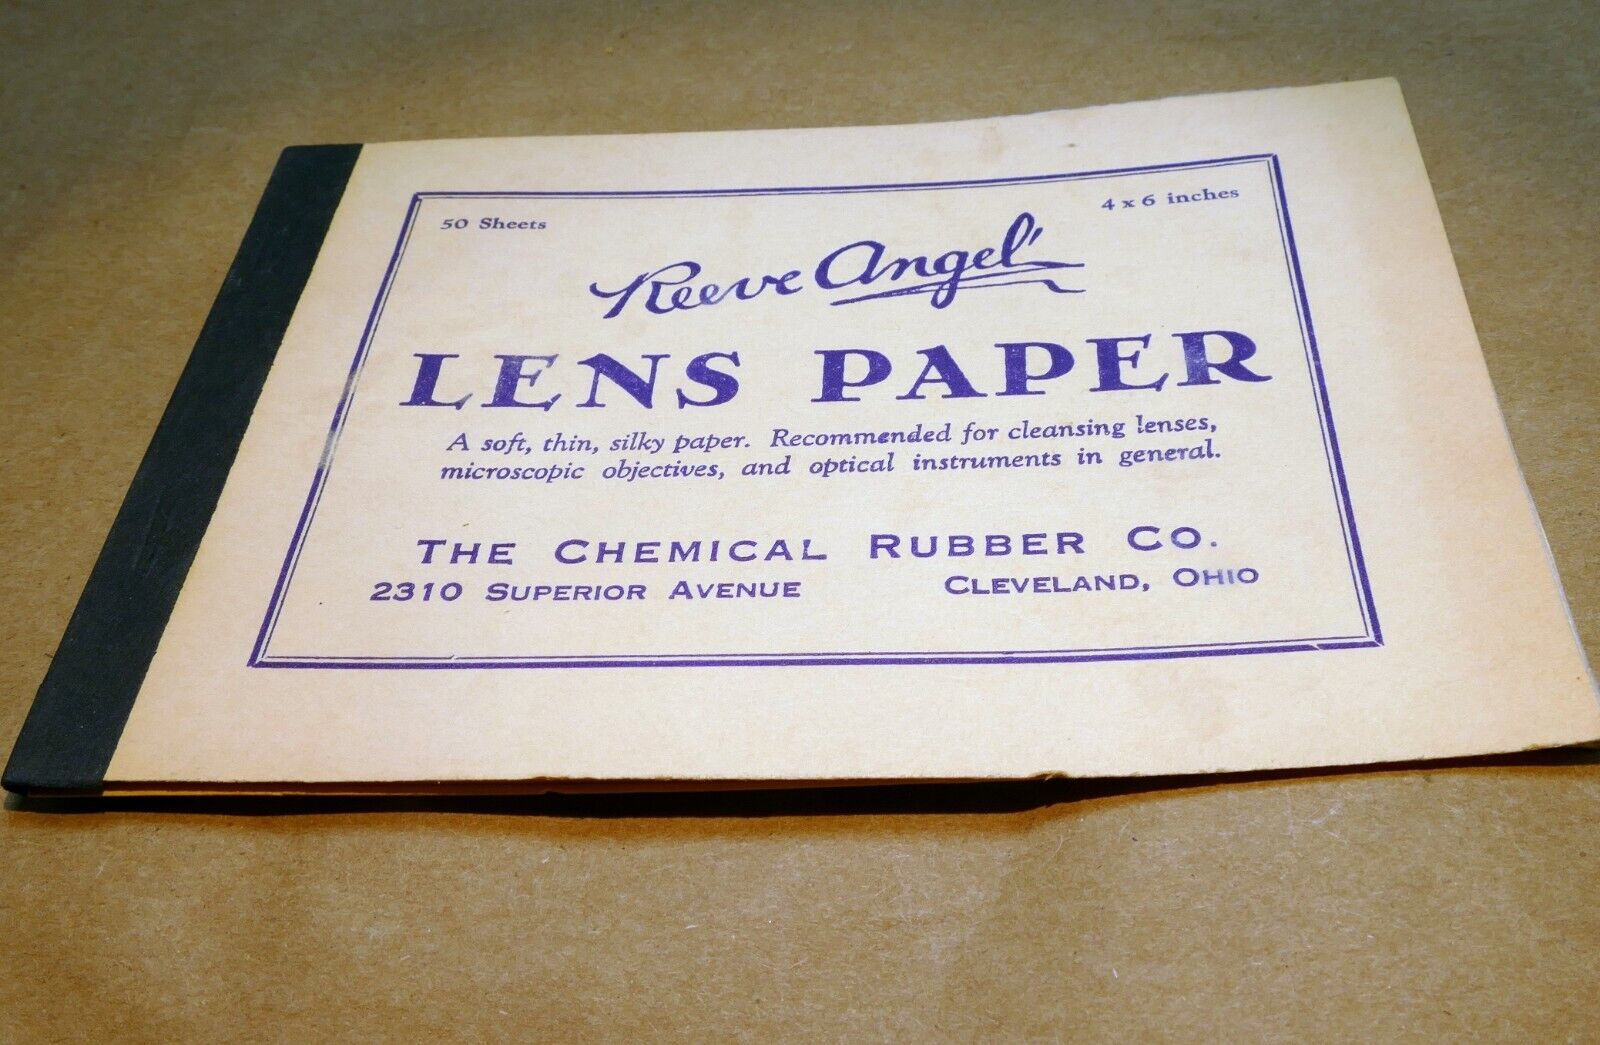 50 Sheets
4 x 6 inches
Reeve Angel
LENS PAPER
A soft, thin, silky paper. Recommended for cleansing lenses,
microscopic objectives, and optical instruments in general.
THE CHEMICAL RUBBER CO.
2310 SUPERIOR AVENUE CLEVELAND, OHIO